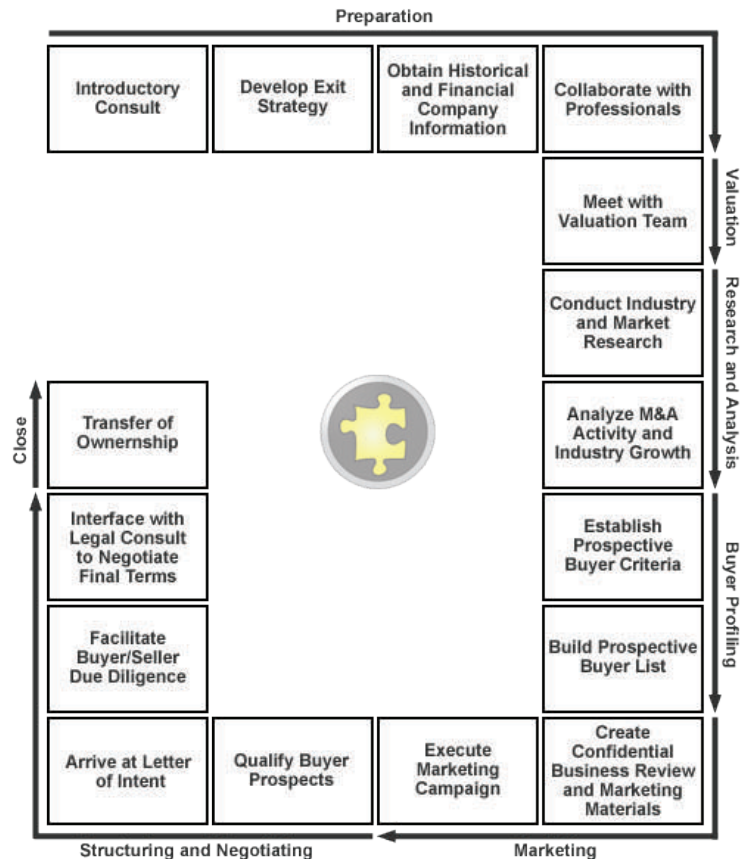 Preparation
Introductory
Consult
Develop Exit
Strategy
Obtain Historical
and Financial
Company
Information
Collaborate with
Professionals
Valuation
Meet with
Valuation Team
Research and Analysis
Conduct Industry
and Market
Research
Analyze M&A
Activity and
Industry Growth
Buyer Profiling
Establish
Prospective
Buyer Criteria
Build Prospective
Buyer List
Create
Confidential
Business Review
and Marketing
Materials
Marketing
Execute
Marketing
Campaign
Qualify Buyer
Prospects
Structuring and Negotiating
Arrive at Letter
of Intent
Facilitate
Buyer/Seller
Due Diligence
Interface with
Legal Consult
to Negotiate
Final Terms
Close
Transfer of
Ownernship